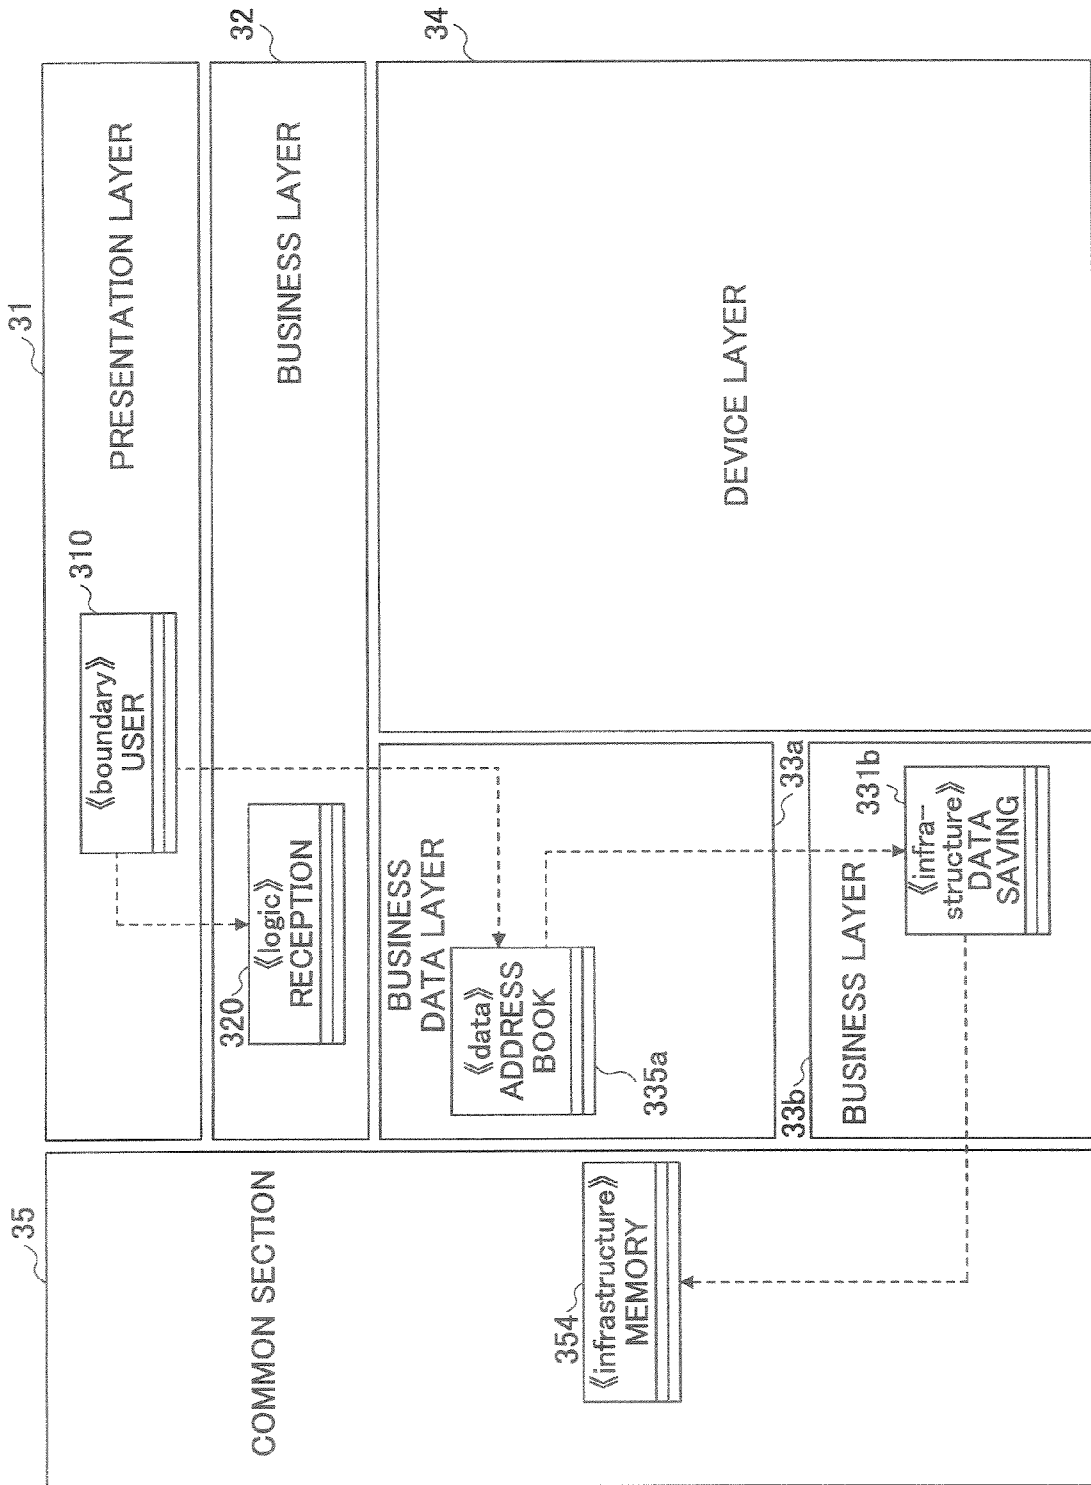 35
COMMON SECTION
354
《infrastructure》
MEMORY
31
PRESENTATION LAYER
310
《boundary》
USER
32
BUSINESS LAYER
320
《logic》
RECEPTION
BUSINESS
DATA LAYER
《data》
ADDRESS
BOOK
335a
33a
33b
BUSINESS LAYER
331b
《infra-
structure》
DATA
SAVING
34
DEVICE LAYER